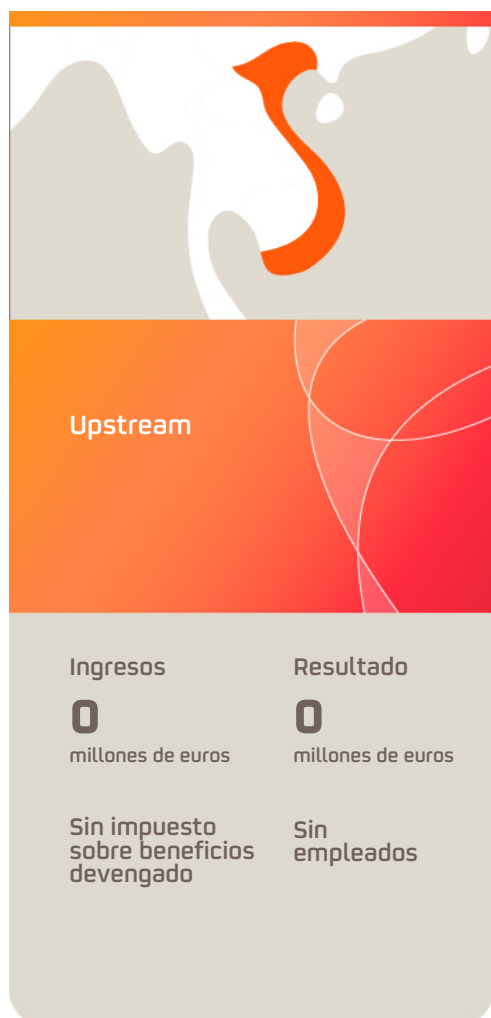 Upstream
Ingresos
0
millones de euros
Resultado
0
millones de euros
Sin impuesto
sobre beneficios
devengado
Sin
empleados